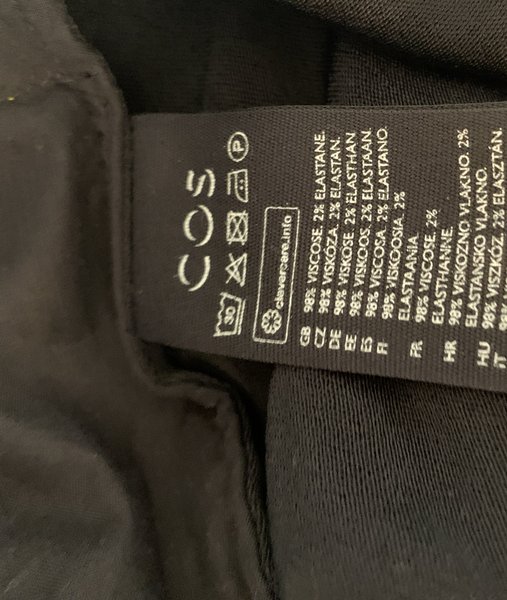 COS
30
P
clevercare.info
GB 98% VISCOSE. 2% ELASTANE.
CZ 98% VISKÓZA. 2% ELASTAN.
DE 98% VISKOSE. 2% ELASTHAN.
EE 98% VISKOOS. 2% ELASTAAN.
ES 98% VISCOSA. 2% ELASTANO.
FI 98% VISKOOSIA. 2%
ELASTAANIA.
FR 98% VISCOSE. 2%
ELASTHANNE.
HR 98% VISKOZNO VLAKNO. 2%
ELASTANSKO VLAKNO.
HU 98% VISZKÓZ. 2% ELASZTÁN.
IT